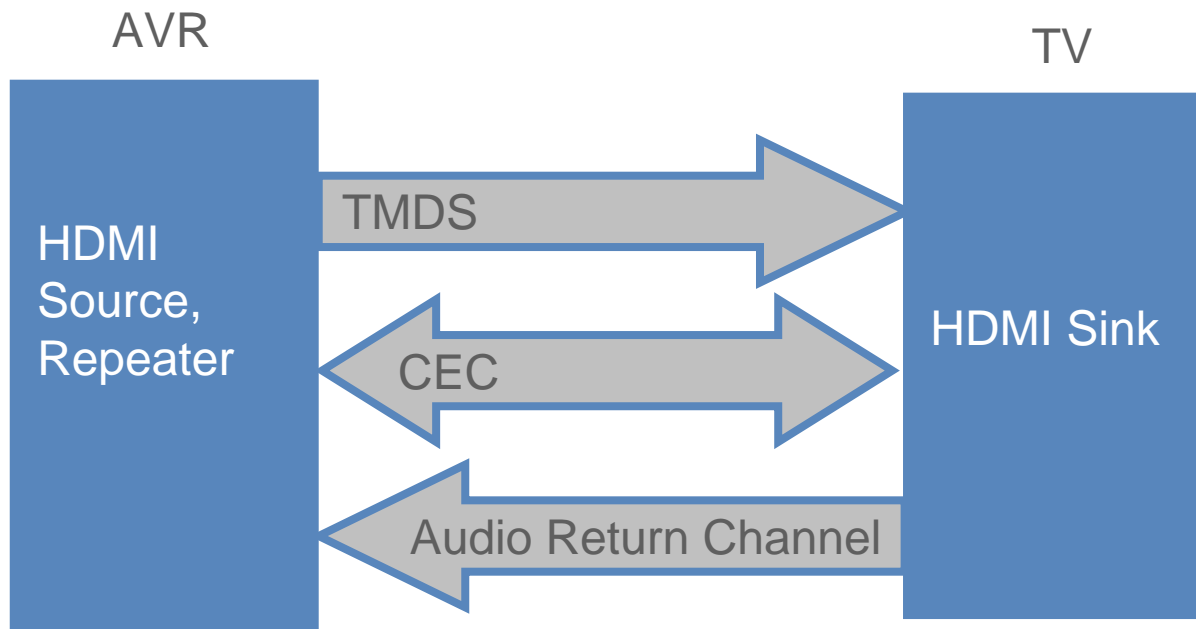 AVR
TV
TMDS
HDMI
Source,
Repeater
HDMI Sink
CEC
Audio Return Channel